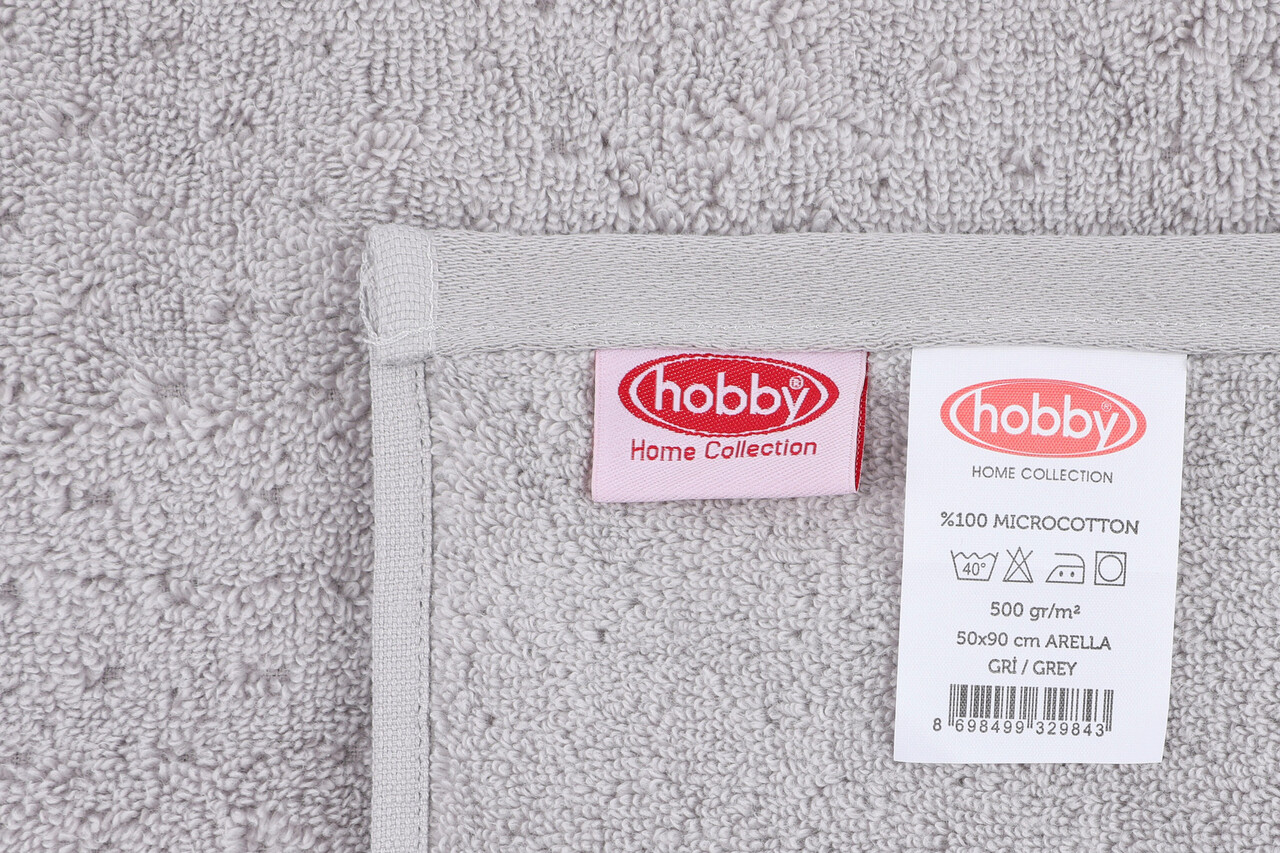 hobby®
Home Collection
hobby®
HOME COLLECTION
%100 MICROCOTTON
40°
500 gr/m²
50x90 cm ARELLA
GRİ / GREY
8 698499 329843